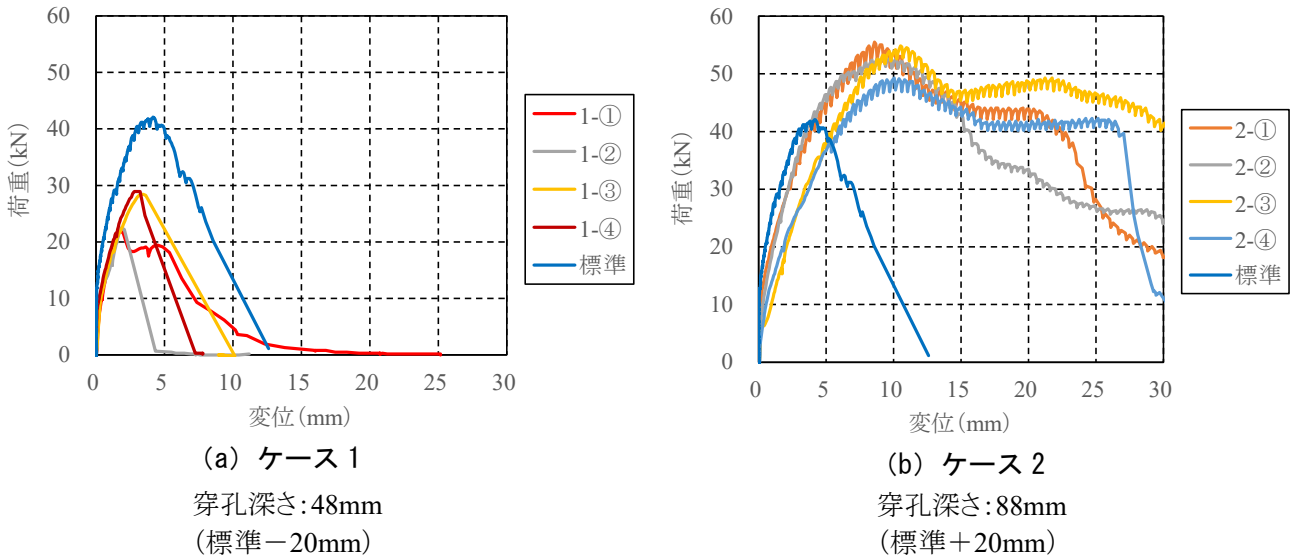 60
50
40
30
20
10
0
荷重(kN)
0 5 10 15 20 25 30
変位(mm)
1-①
1-②
1-③
1-④
標準
(a) ケース 1
穿孔深さ:48mm
(標準-20mm)
60
50
40
30
20
10
0
荷重(kN)
0 5 10 15 20 25 30
変位(mm)
2-①
2-②
2-③
2-④
標準
(b) ケース 2
穿孔深さ:88mm
(標準+20mm)